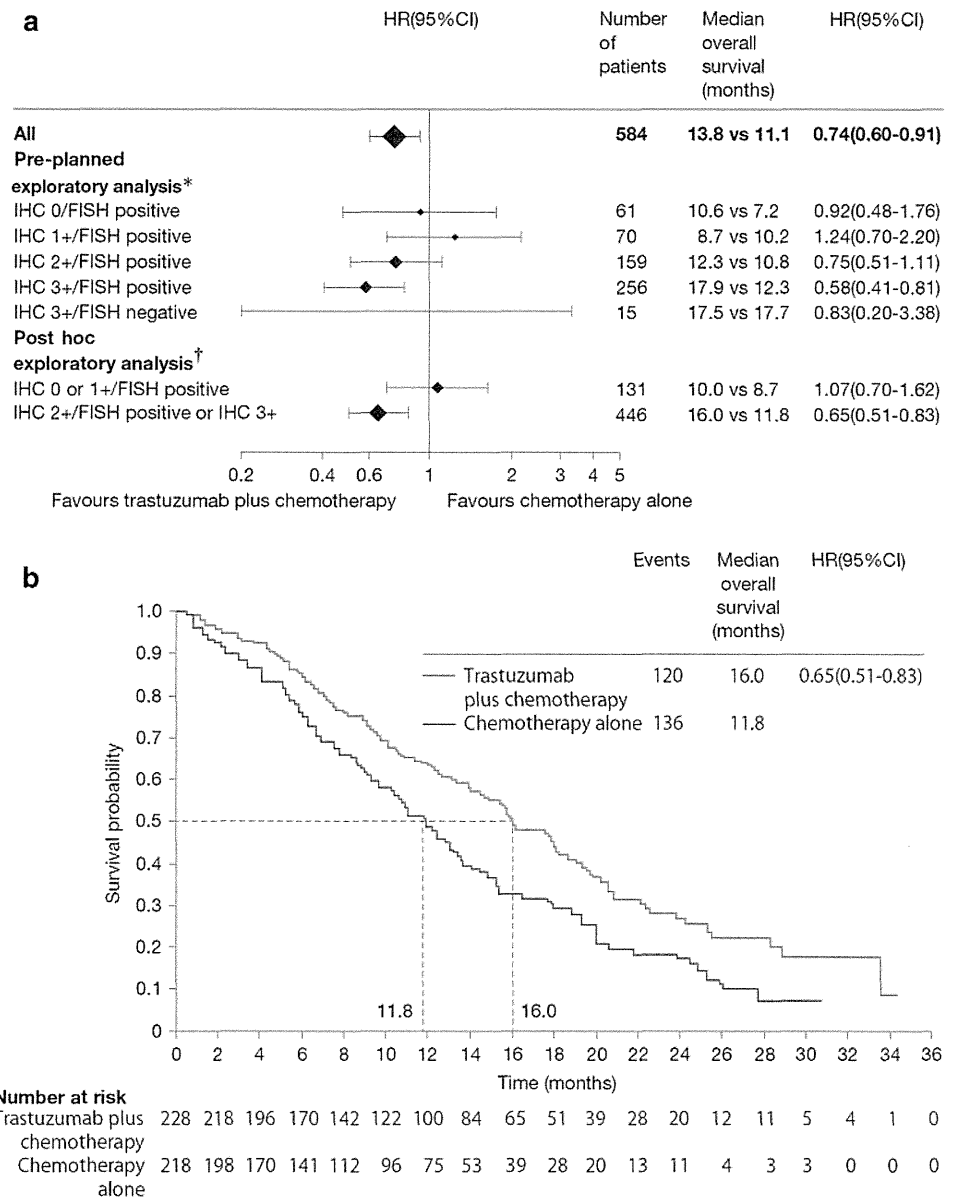 a
HR(95%CI)
Number of patients
Median overall survival (months)
HR(95%CI)
All 584 13.8 vs 11.1 0.74(0.60-0.91)
Pre-planned
exploratory analysis*
IHC 0/FISH positive 61 10.6 vs 7.2 0.92(0.48-1.76)
IHC 1+/FISH positive 70 8.7 vs 10.2 1.24(0.70-2.20)
IHC 2+/FISH positive 159 12.3 vs 10.8 0.75(0.51-1.11)
IHC 3+/FISH positive 256 17.9 vs 12.3 0.58(0.41-0.81)
IHC 3+/FISH negative 15 17.5 vs 17.7 0.83(0.20-3.38)
Post hoc
exploratory analysis†
IHC 0 or 1+/FISH positive 131 10.0 vs 8.7 1.07(0.70-1.62)
IHC 2+/FISH positive or IHC 3+ 446 16.0 vs 11.8 0.65(0.51-0.83)
0.2 0.4 0.6 1 2 3 4 5
Favours trastuzumab plus chemotherapy Favours chemotherapy alone
b
Events
Median overall survival (months)
HR(95%CI)
Trastuzumab plus chemotherapy 120 16.0 0.65(0.51-0.83)
Chemotherapy alone 136 11.8
Survival probability
1.0
0.9
0.8
0.7
0.6
0.5
0.4
0.3
0.2
0.1
0
11.8 16.0
0 2 4 6 8 10 12 14 16 18 20 22 24 26 28 30 32 34 36
Time (months)
Number at risk
Trastuzumab plus chemotherapy 228 218 196 170 142 122 100 84 65 51 39 28 20 12 11 5 4 1 0
Chemotherapy alone 218 198 170 141 112 96 75 53 39 28 20 13 11 4 3 3 0 0 0